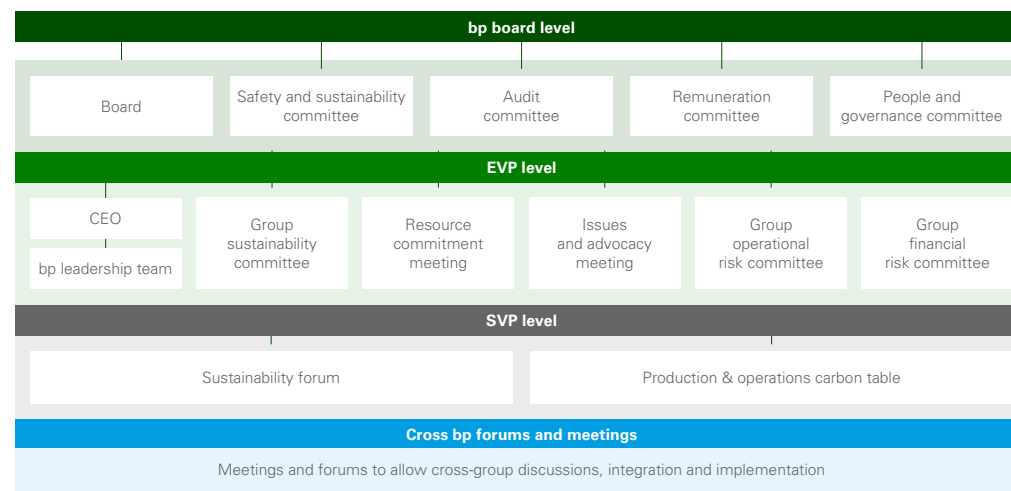 bp board level
Board
Safety and sustainability
committee
Audit
committee
Remuneration
committee
People and
governance committee
EVP level
CEO
bp leadership team
Group
sustainability
committee
Resource
commitment
meeting
Issues
and advocacy
meeting
Group
operational
risk committee
Group
financial
risk committee
SVP level
Sustainability forum
Production & operations carbon table
Cross bp forums and meetings
Meetings and forums to allow cross-group discussions, integration and implementation